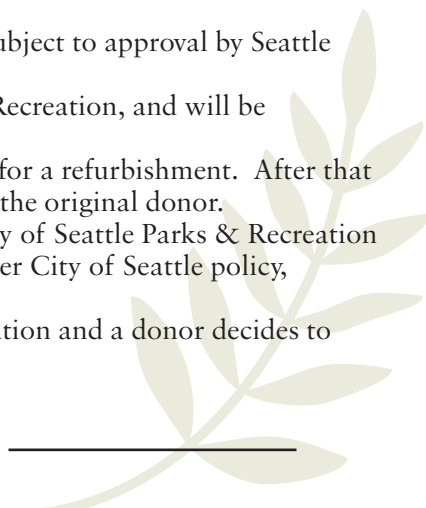 ubject to approval by Seattle
Recreation, and will be
for a refurbishment.  After that
the original donor.
y of Seattle Parks & Recreation
er City of Seattle policy,
ation and a donor decides to